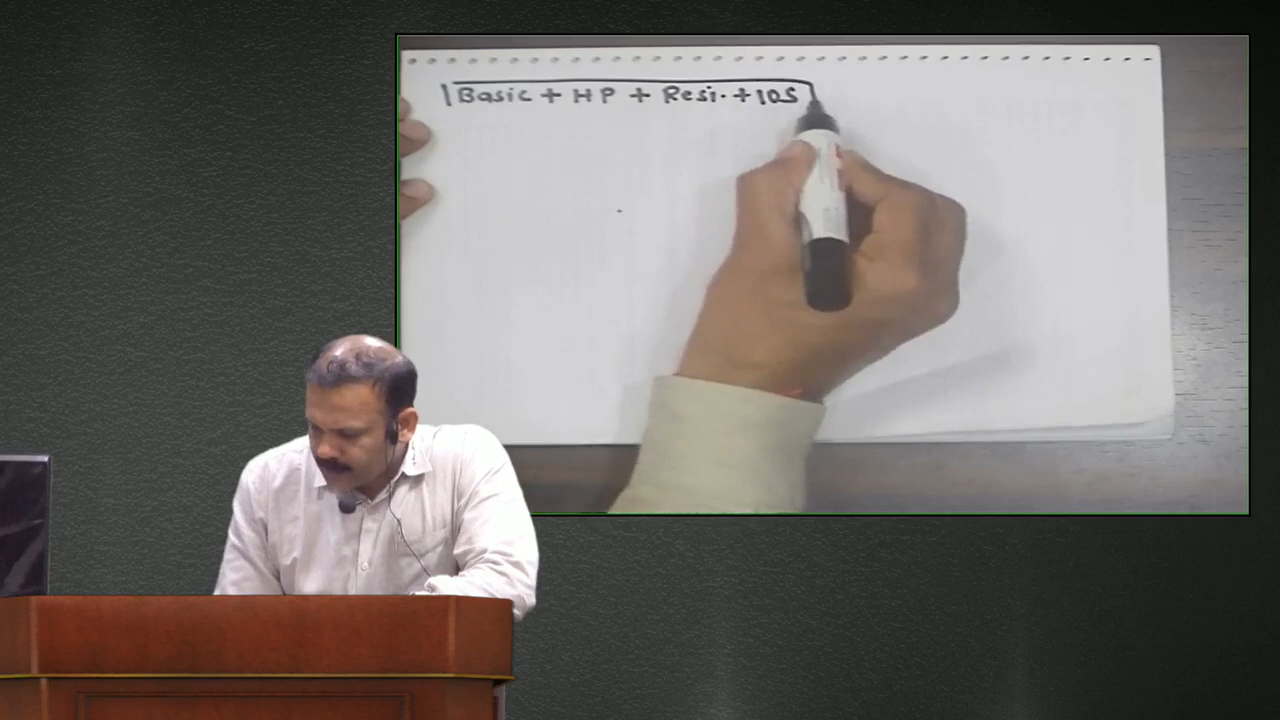 Basic + HP + Resi. + IOS